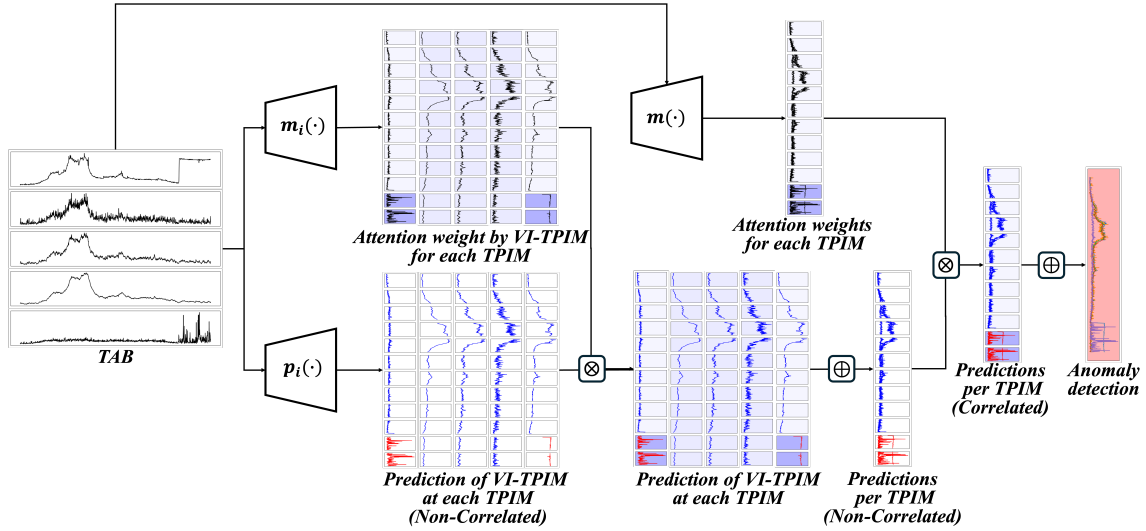 m_i(·)
m(·)
Attention weight by VI-TPIM
for each TPIM
Attention weights
for each TPIM
⊗
⊕
TAB
p_i(·)
⊗
⊕
Predictions
per TPIM
(Correlated)
Anomaly
detection
Prediction of VI-TPIM
at each TPIM
(Non-Correlated)
Prediction of VI-TPIM
at each TPIM
Predictions
per TPIM
(Non-Correlated)